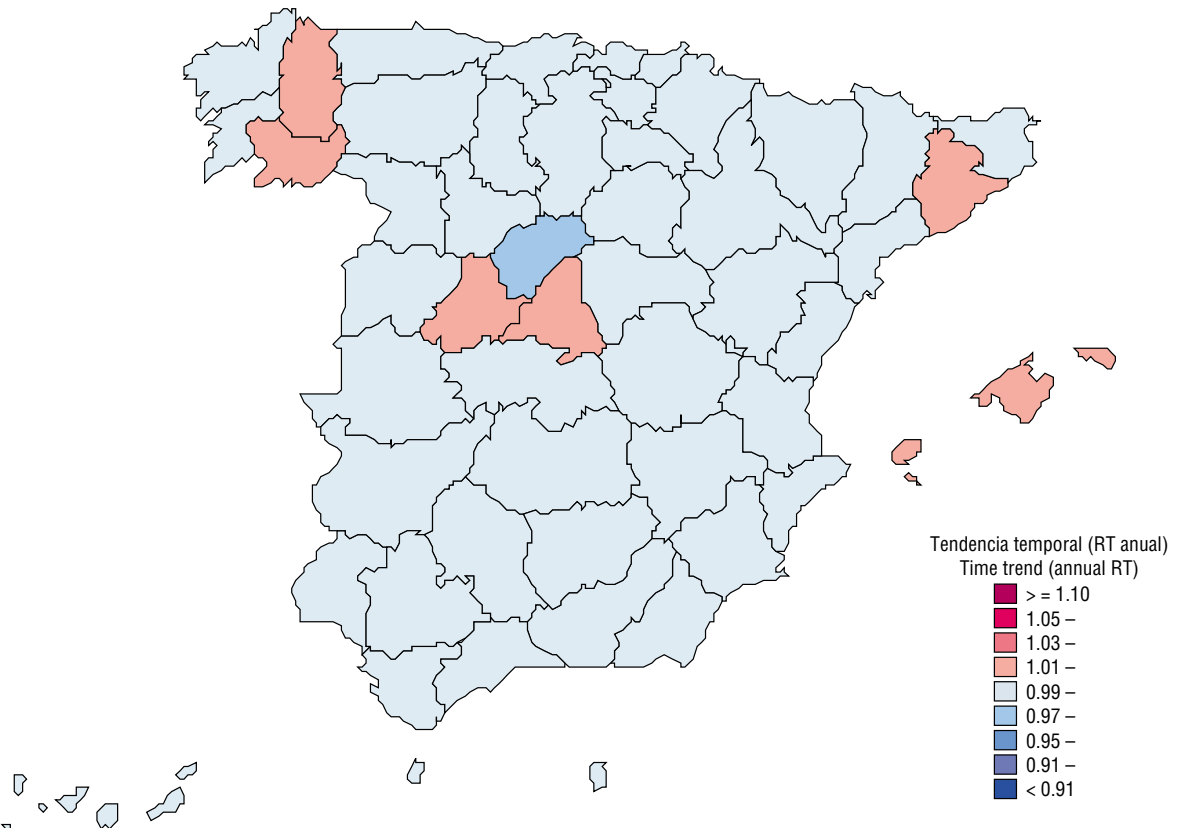 Tendencia temporal (RT anual)
Time trend (annual RT)
> = 1.10
1.05 –
1.03 –
1.01 –
0.99 –
0.97 –
0.95 –
0.91 –
< 0.91